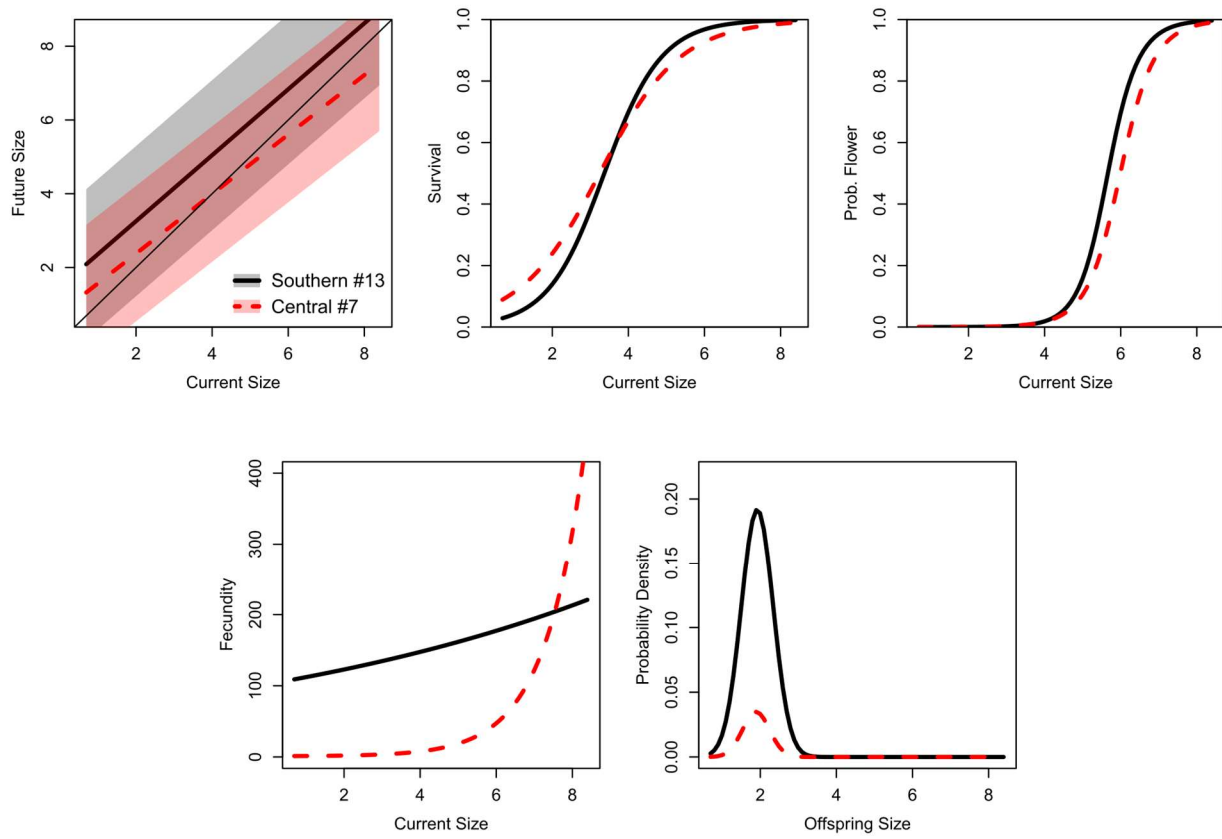 Future Size
8
6
4
2
Southern #13
Central #7
2 4 6 8
Current Size
Survival
1.0
0.8
0.6
0.4
0.2
0.0
2 4 6 8
Current Size
Prob. Flower
1.0
0.8
0.6
0.4
0.2
0.0
2 4 6 8
Current Size
Fecundity
400
300
200
100
0
2 4 6 8
Current Size
Probability Density
0.20
0.15
0.10
0.05
0.00
2 4 6 8
Offspring Size